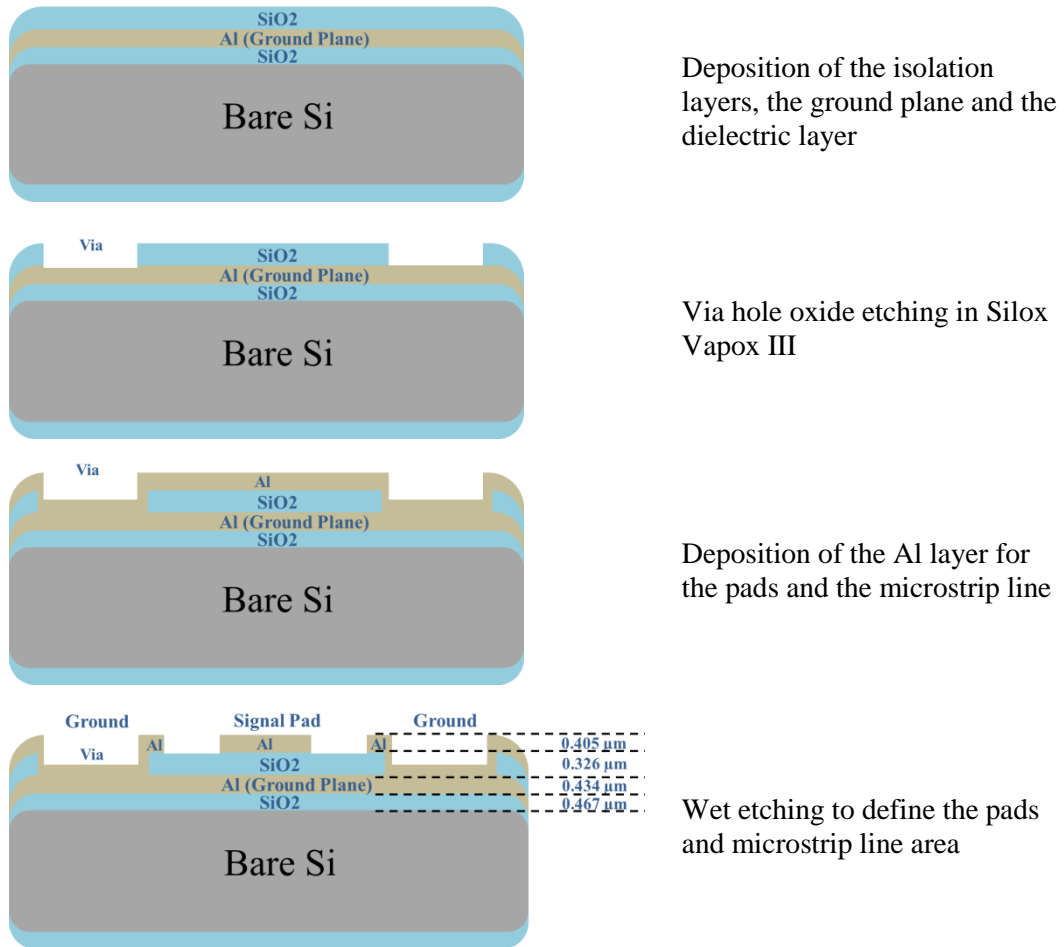 SiO2
Al (Ground Plane)
SiO2
Bare Si
Deposition of the isolation
layers, the ground plane and the
dielectric layer
Via
SiO2
Al (Ground Plane)
SiO2
Bare Si
Via hole oxide etching in Silox
Vapox III
Via
Al
SiO2
Al (Ground Plane)
SiO2
Bare Si
Deposition of the Al layer for
the pads and the microstrip line
Ground Signal Pad Ground
Via Al Al Al
SiO2
Al (Ground Plane)
SiO2
0.405 µm
0.326 µm
0.434 µm
0.467 µm
Bare Si
Wet etching to define the pads
and microstrip line area